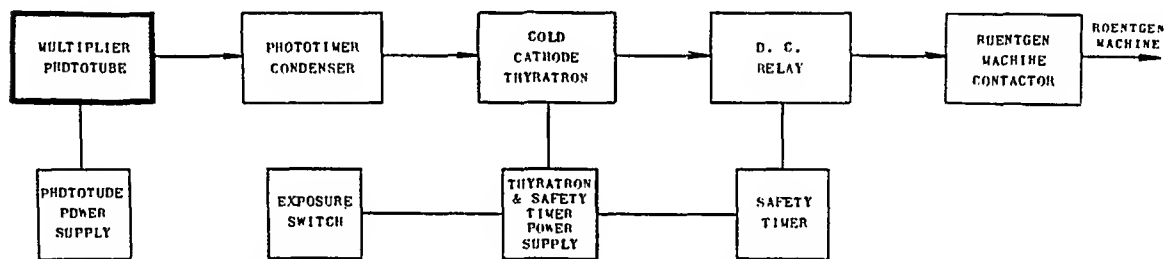 MULTIPLIER
PHDTOTUBE
PHOTOTIMER
CONDENSER
COLD
CATHODE
THYRATRON
D. C.
RELAY
RUENTGEN
MACHINE
CONTACTOR
ROENTGEN
MACHINE
PHDTOTUDE
PDWER
SUPPLY
EXPOSURE
SWITCH
THYRATRON
& SAFETY
TIMER
POWER
SUPPLY
SAFETY
TIMER